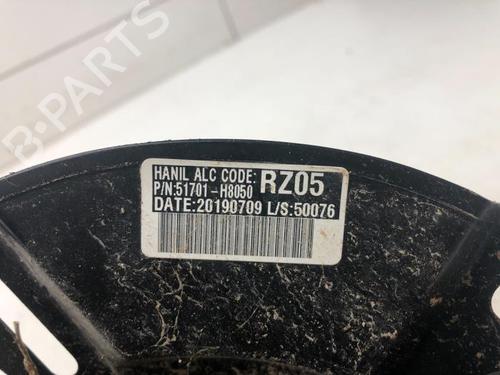 B-PARTS
HANIL ALC CODE: RZ05
P/N:51701-H8050
DATE:20190709 L/S:50076